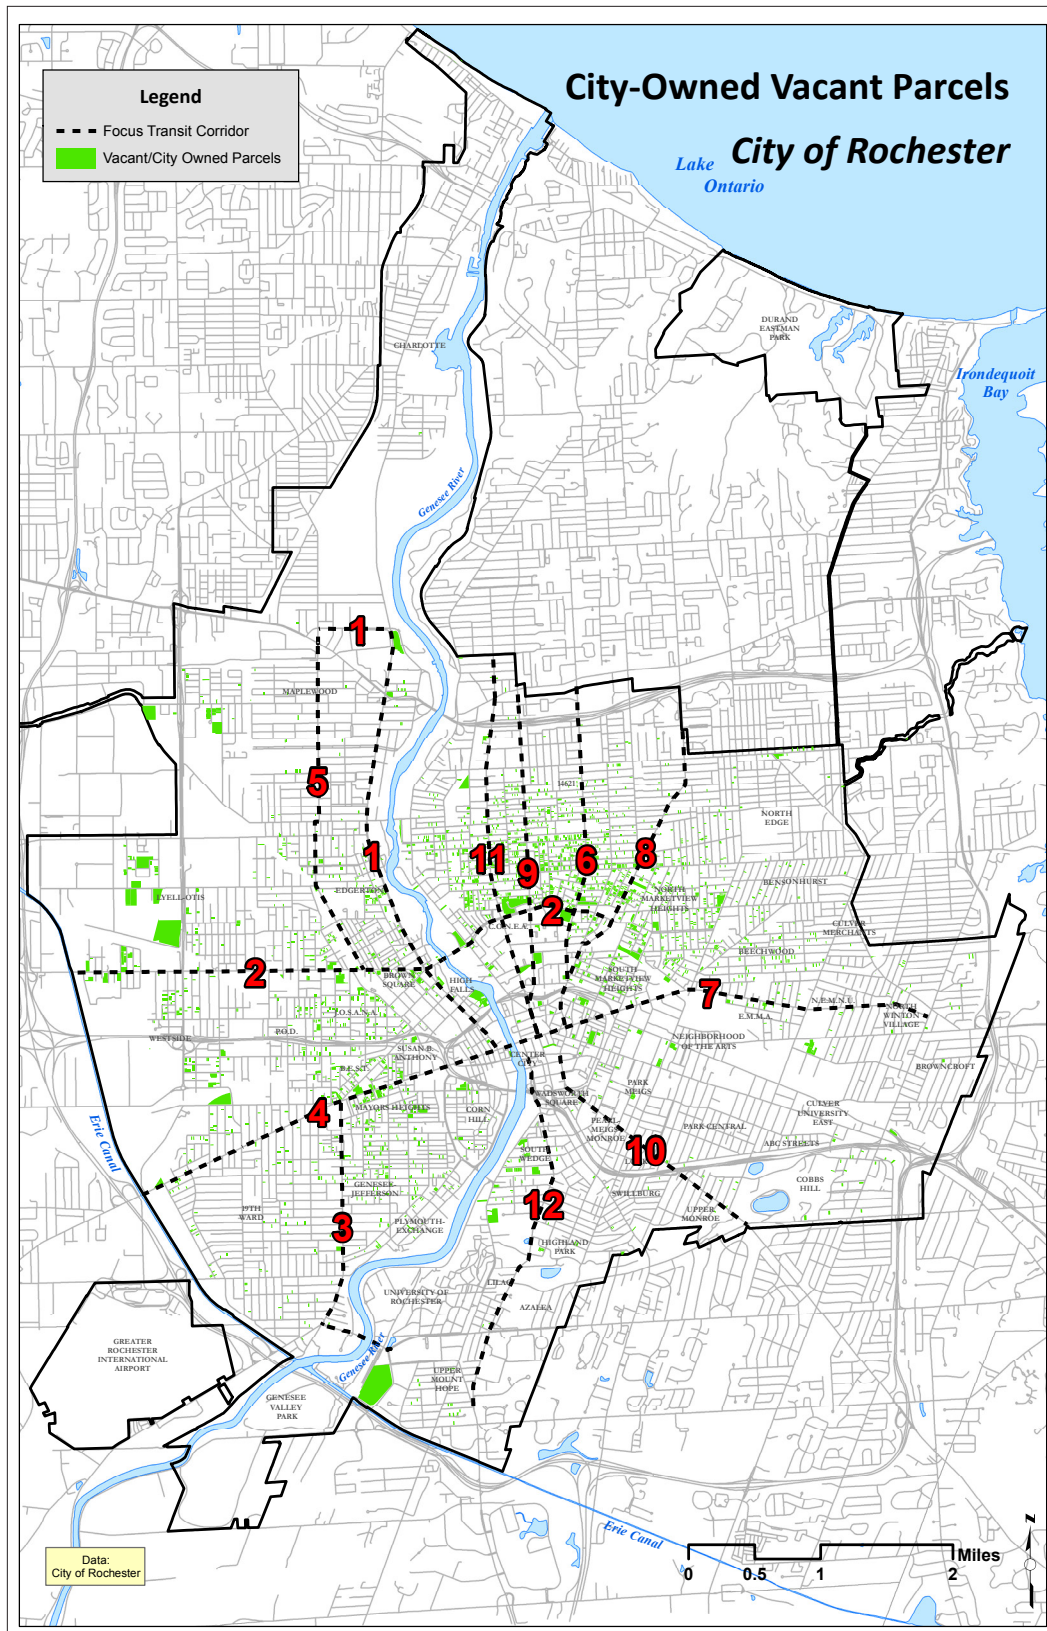 City-Owned Vacant Parcels
City of Rochester
Legend
Focus Transit Corridor
Vacant/City Owned Parcels
Lake
Ontario
DURAND
EASTMAN
PARK
Irondequoit
Bay
CHARLOTTE
Genesee River
1
MAPLEWOOD
5
14621
NORTH
EDGE
1
11
9
6
8
EDGERTON
LYELL-OTIS
NORTH
MARKETVIEW
HEIGHTS
BENSONHURST
2
C.O.N.E.A.
CULVER
MERCHANTS
BEECHWOOD
2
BROWN
SQUARE
HIGH
FALLS
SOUTH
MARKETVIEW
HEIGHTS
7
N.E.M.N.U.
NORTH
WINTON
VILLAGE
E.M.M.A.
J.O.S.A.N.A.
P.O.D.
WESTSIDE
SUSAN B.
ANTHONY
NEIGHBORHOOD
OF THE ARTS
CENTER
BROWNCROFT
B.E.S.T.
PARK
MEIGS
WADSWORTH
SQUARE
4
MAYORS HEIGHTS
CORN
HILL
CULVER
UNIVERSITY
EAST
PEARL
MEIGS
MONROE
PARK CENTRAL
ABC STREETS
Erie Canal
10
SOUTH
WEDGE
COBBS
HILL
GENESEE-
JEFFERSON
SWILLBURG
12
19TH
WARD
3
PLYMOUTH-
EXCHANGE
UPPER
MONROE
HIGHLAND
PARK
LILAC
UNIVERSITY OF
ROCHESTER
AZALEA
GREATER
ROCHESTER
INTERNATIONAL
AIRPORT
Genesee River
UPPER
MOUNT
HOPE
GENESEE
VALLEY
PARK
Erie Canal
Data:
City of Rochester
Miles
0 0.5 1 2